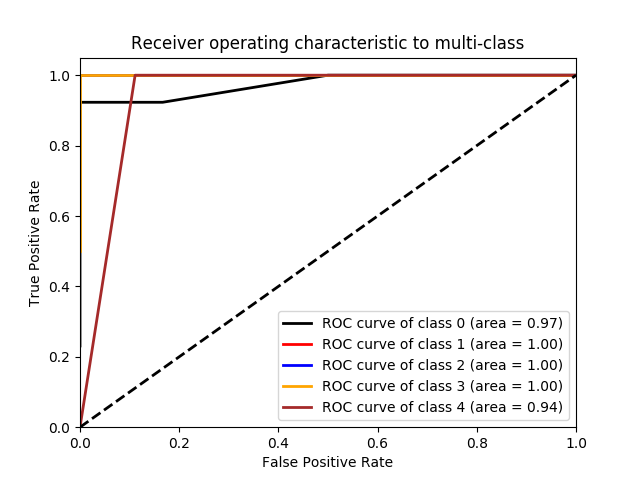 Receiver operating characteristic to multi-class
1.0
0.8
0.6
0.4
0.2
0.0
True Positive Rate
ROC curve of class 0 (area = 0.97)
ROC curve of class 1 (area = 1.00)
ROC curve of class 2 (area = 1.00)
ROC curve of class 3 (area = 1.00)
ROC curve of class 4 (area = 0.94)
0.0 0.2 0.4 0.6 0.8 1.0
False Positive Rate